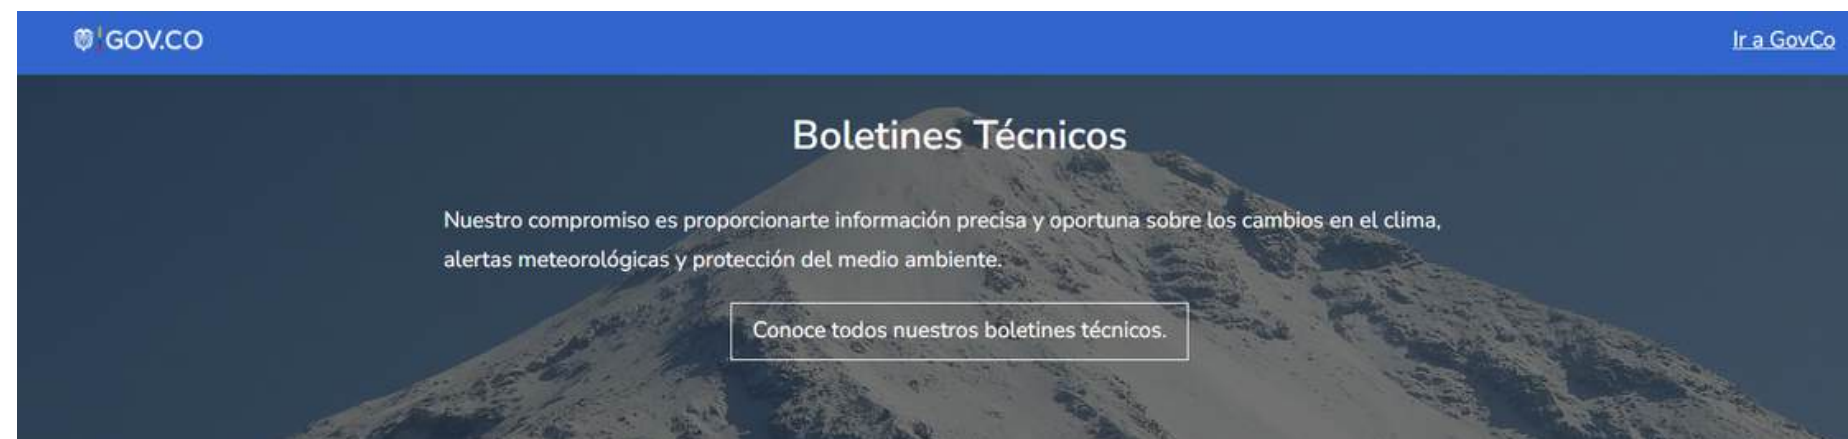 GOV.CO
Ir a GovCo
Boletines Técnicos
Nuestro compromiso es proporcionarte información precisa y oportuna sobre los cambios en el clima,
alertas meteorológicas y protección del medio ambiente.
Conoce todos nuestros boletines técnicos.